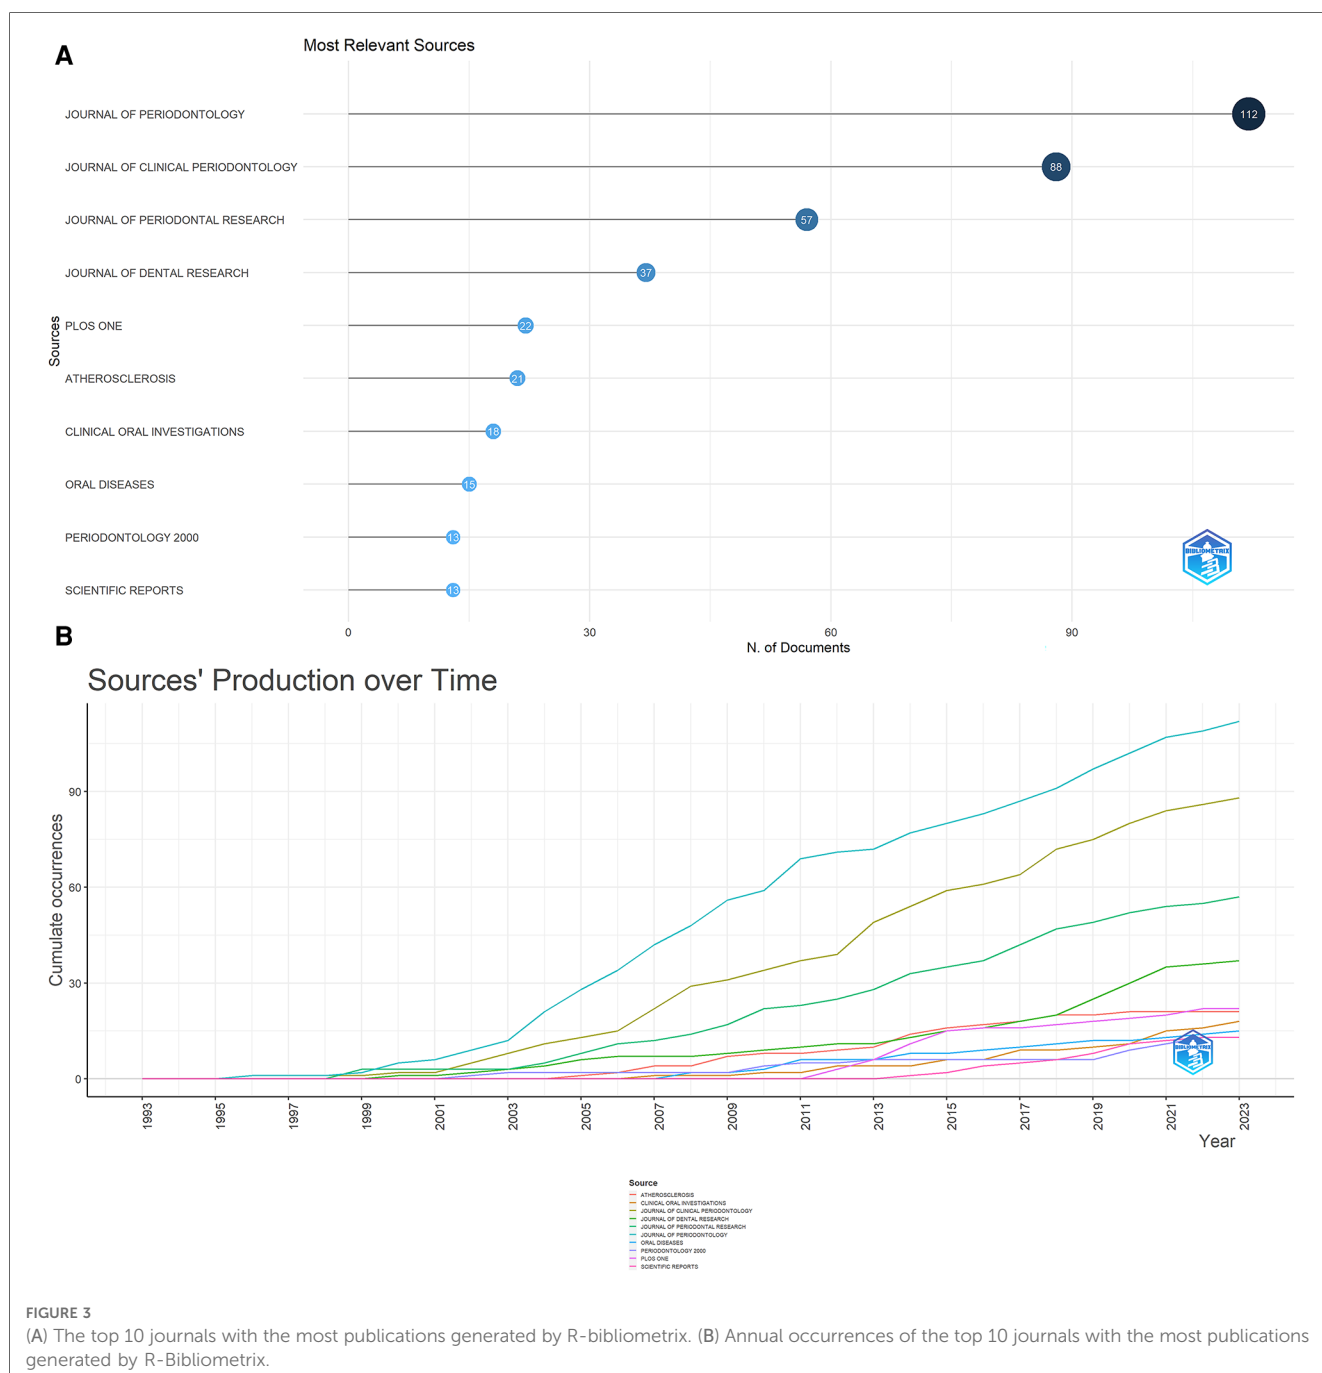 A
Most Relevant Sources
JOURNAL OF PERIODONTOLOGY
112
JOURNAL OF CLINICAL PERIODONTOLOGY
88
JOURNAL OF PERIODONTAL RESEARCH
57
JOURNAL OF DENTAL RESEARCH
37
PLOS ONE
22
Sources
ATHEROSCLEROSIS
21
CLINICAL ORAL INVESTIGATIONS
18
ORAL DISEASES
15
PERIODONTOLOGY 2000
13
BIBLIOMETRIX
SCIENTIFIC REPORTS
13
0 30 60 90
N. of Documents
B
Sources' Production over Time
Cumulate occurrences
90
60
30
0
BIBLIOMETRIX
1993 1995 1997 1999 2001 2003 2005 2007 2009 2011 2013 2015 2017 2019 2021 2023
Year
Source
ATHEROSCLEROSIS
CLINICAL ORAL INVESTIGATIONS
JOURNAL OF CLINICAL PERIODONTOLOGY
JOURNAL OF DENTAL RESEARCH
JOURNAL OF PERIODONTAL RESEARCH
JOURNAL OF PERIODONTOLOGY
ORAL DISEASES
PERIODONTOLOGY 2000
PLOS ONE
SCIENTIFIC REPORTS
FIGURE 3
(A) The top 10 journals with the most publications generated by R-bibliometrix. (B) Annual occurrences of the top 10 journals with the most publications
generated by R-Bibliometrix.